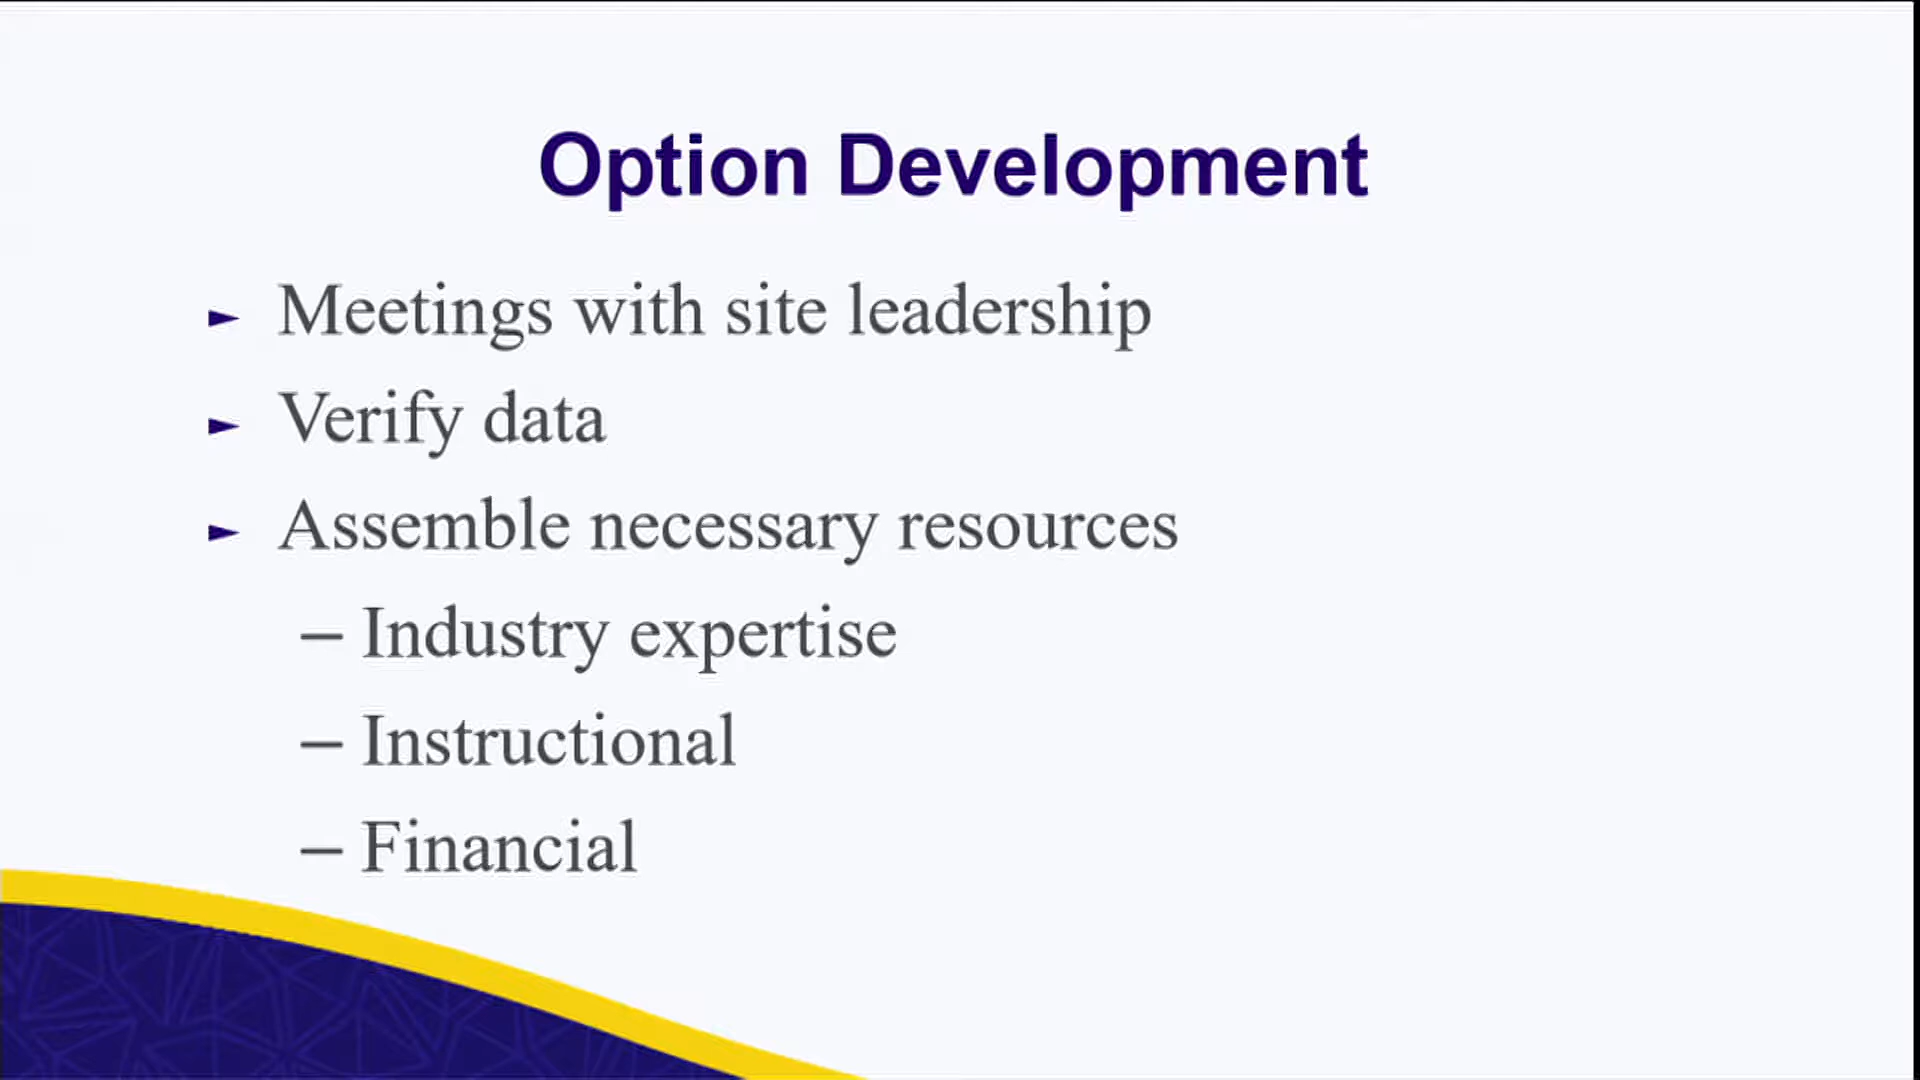 Option Development
► Meetings with site leadership
► Verify data
► Assemble necessary resources
– Industry expertise
– Instructional
– Financial